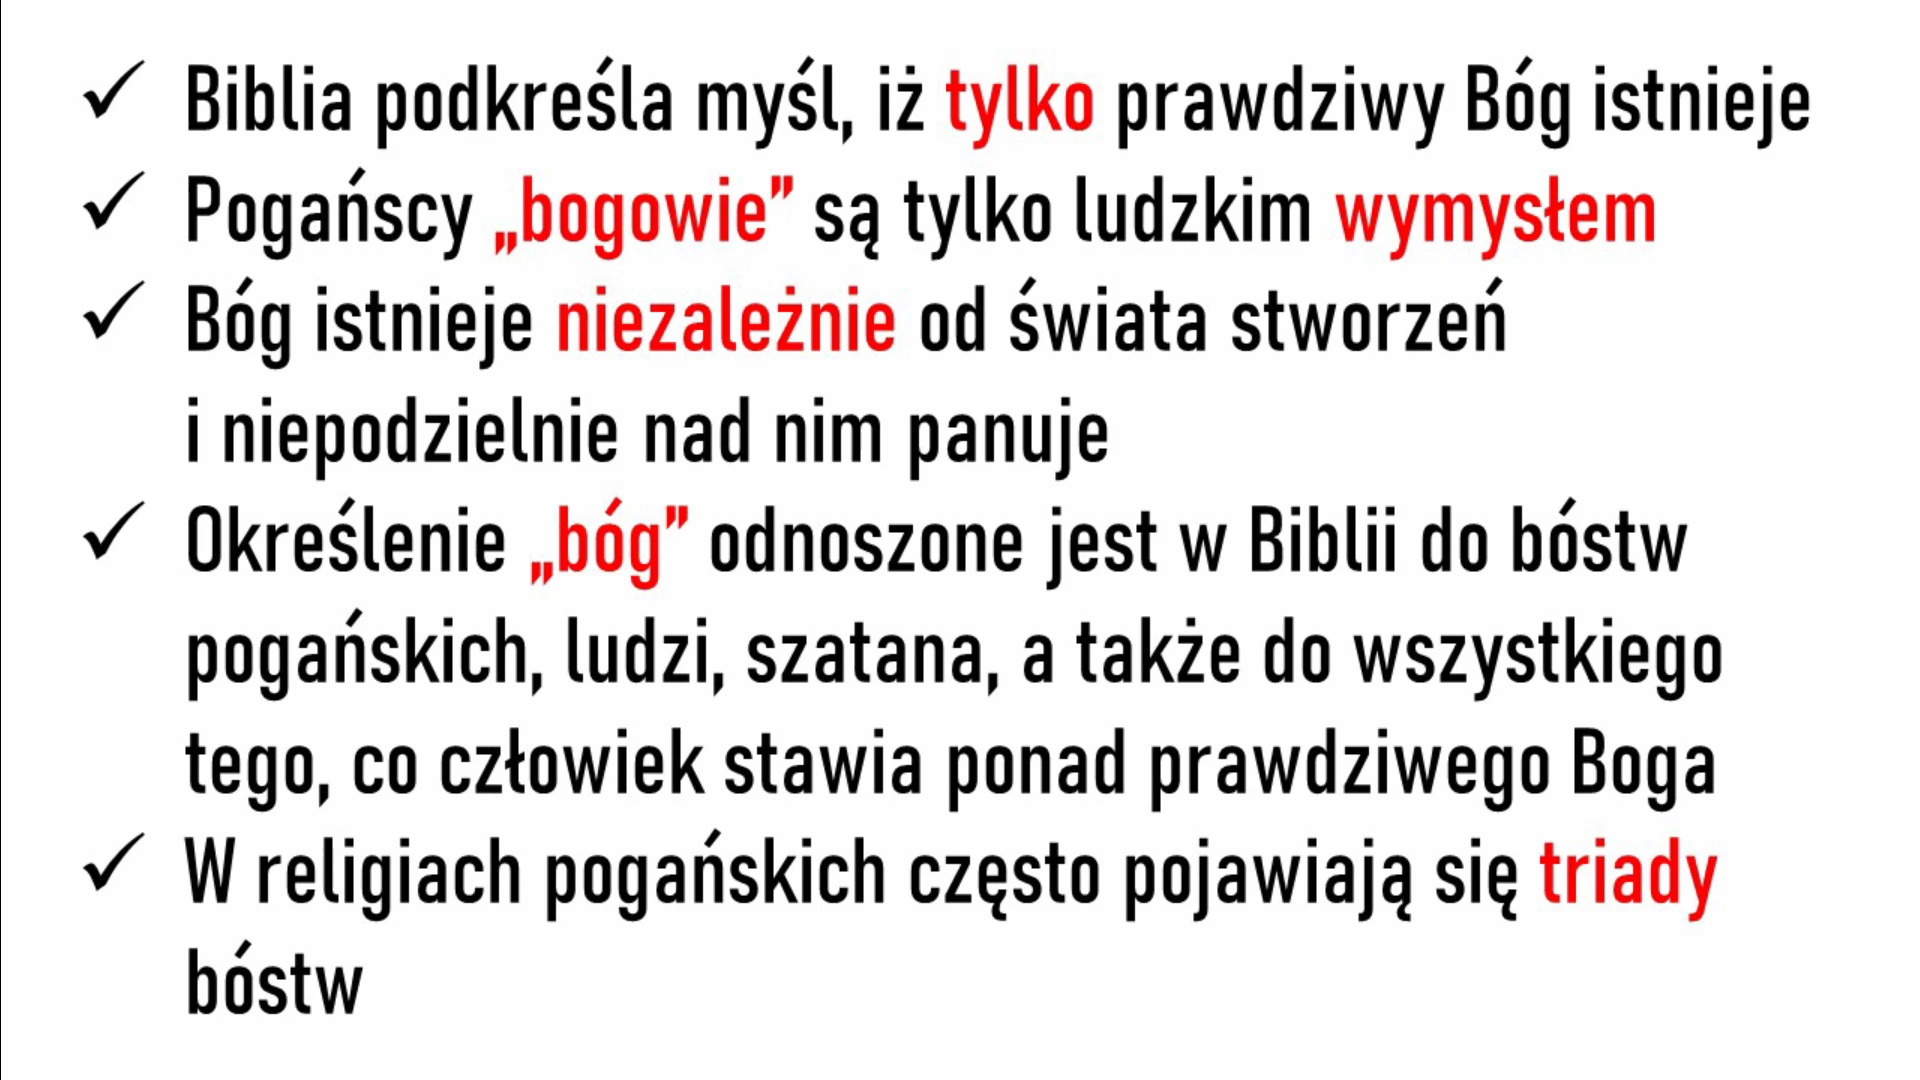 ✓ Biblia podkreśla myśl, iż tylko prawdziwy Bóg istnieje
✓ Pogańscy „bogowie” są tylko ludzkim wymysłem
✓ Bóg istnieje niezależnie od świata stworzeń
i niepodzielnie nad nim panuje
✓ Określenie „bóg” odnoszone jest w Biblii do bóstw
pogańskich, ludzi, szatana, a także do wszystkiego
tego, co człowiek stawia ponad prawdziwego Boga
✓ W religiach pogańskich często pojawiają się triady
bóstw